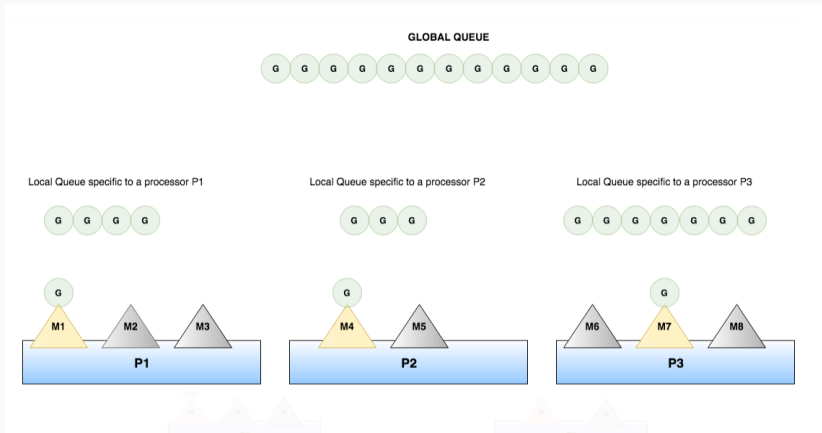 GLOBAL QUEUE
G G G G G G G G G G G G
Local Queue specific to a processor P1
Local Queue specific to a processor P2
Local Queue specific to a processor P3
G G G G
G G G
G G G G G G G
G
G
G
M1 M2 M3
M4 M5
M6 M7 M8
P1
P2
P3